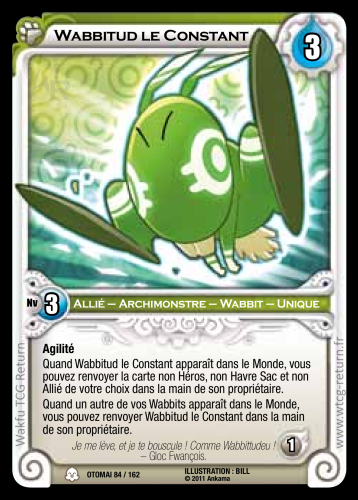 Wabbitud le Constant
3
Nv 3 Allié – Archimonstre – Wabbit – Unique
Agilité
Quand Wabbitud le Constant apparaît dans le Monde, vous
pouvez renvoyer la carte non Héros, non Havre Sac et non
Allié de votre choix dans la main de son propriétaire.
Quand un autre de vos Wabbits apparaît dans le Monde,
vous pouvez renvoyer Wabbitud le Constant dans la main
de son propriétaire.
Je me lève, et je te bouscule ! Comme Wabbittudeu !
– Gloc Fwançois.
1
OTOMAI 84 / 162
ILLUSTRATION : BILL
© 2011 Ankama
Wakfu TCG Return
www.wtcg-return.fr